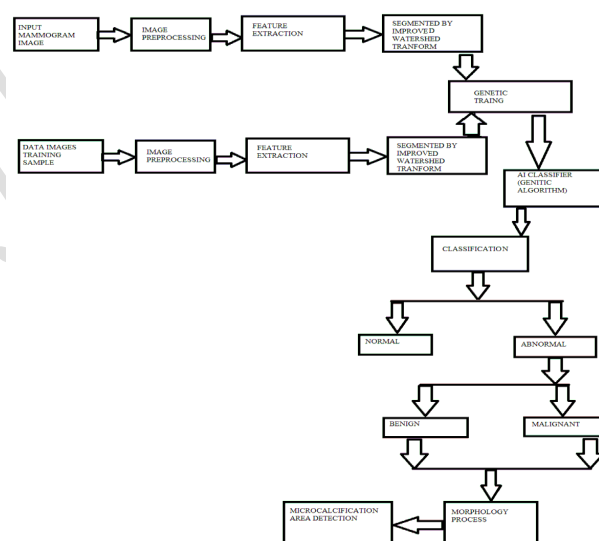 INPUT
MAMMOGRAM
IMAGE
IMAGE
PREPROCESSING
FEATURE
EXTRACTION
SEGMENTED BY
IMPROVED
WATERSHED
TRANFORM
GENETIC
TRAING
DATA IMAGES
TRAINING
SAMPLE
IMAGE
PREPROCESSING
FEATURE
EXTRACTION
SEGMENTED BY
IMPROVED
WATERSHED
TRANFORM
AI CLASSIFIER
(GENITIC
ALGORITHM)
CLASSIFICATION
NORMAL
ABNORMAL
BENIGN
MALIGNANT
MICROCALCIFICATION
AREA DETECTION
MORPHOLOGY
PROCESS